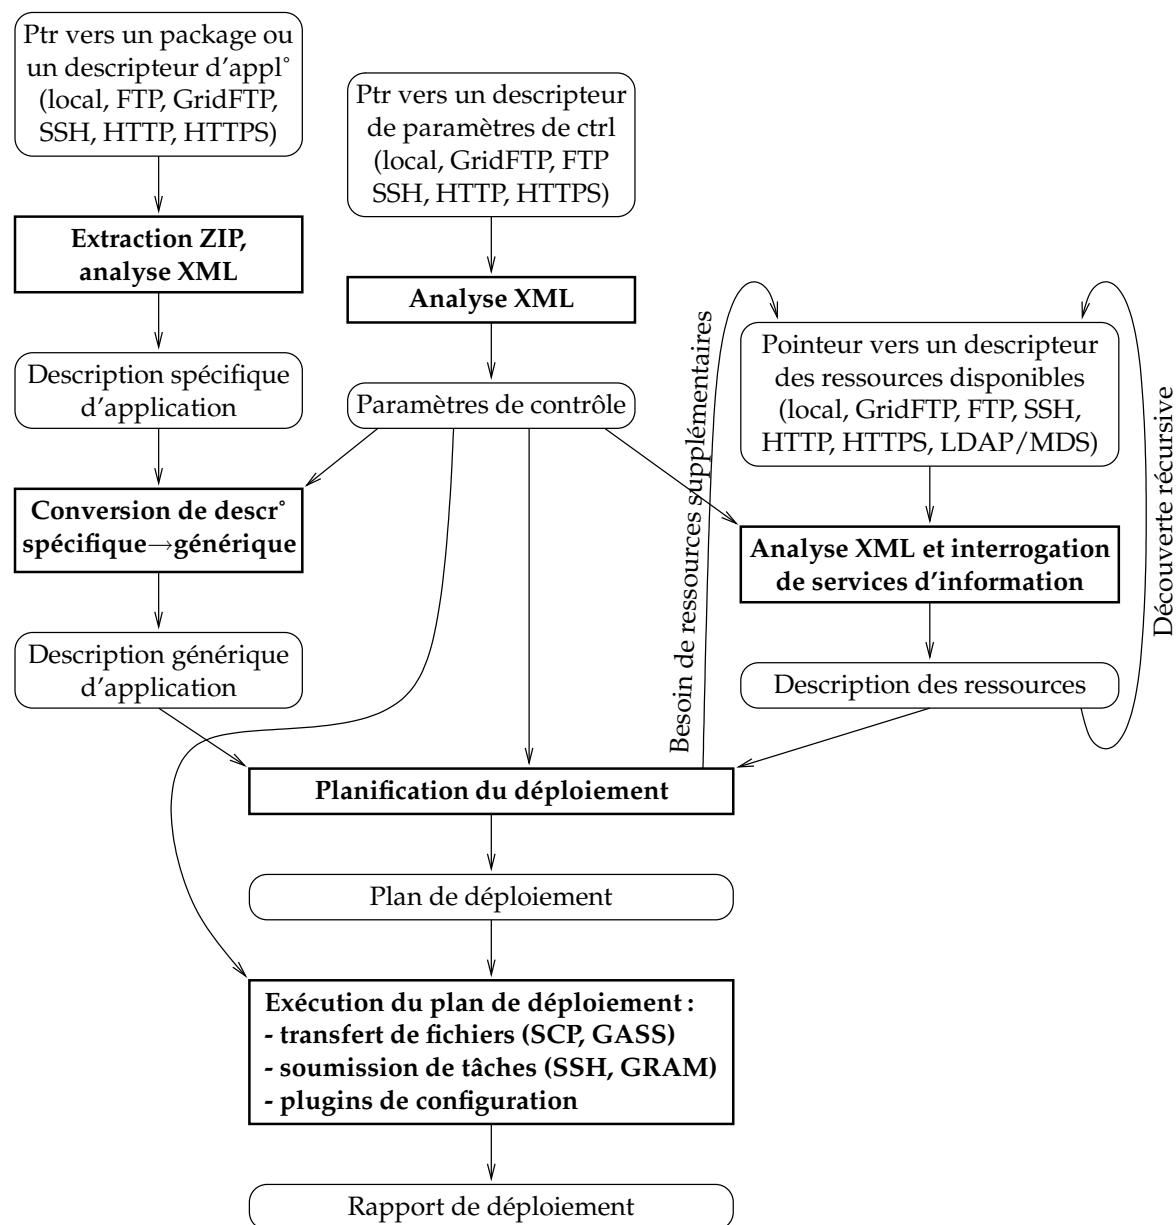 Ptr vers un package ou
un descripteur d'appl°
(local, FTP, GridFTP,
SSH, HTTP, HTTPS)
Ptr vers un descripteur
de paramètres de ctrl
(local, GridFTP, FTP
SSH, HTTP, HTTPS)
Extraction ZIP,
analyse XML
Analyse XML
Pointeur vers un descripteur
des ressources disponibles
(local, GridFTP, FTP, SSH,
HTTP, HTTPS, LDAP/MDS)
Besoin de ressources supplémentaires
Découverte récursive
Description spécifique
d'application
Paramètres de contrôle
Conversion de descr°
spécifique→générique
Analyse XML et interrogation
de services d'information
Description générique
d'application
Description des ressources
Planification du déploiement
Plan de déploiement
Exécution du plan de déploiement :
- transfert de fichiers (SCP, GASS)
- soumission de tâches (SSH, GRAM)
- plugins de configuration
Rapport de déploiement